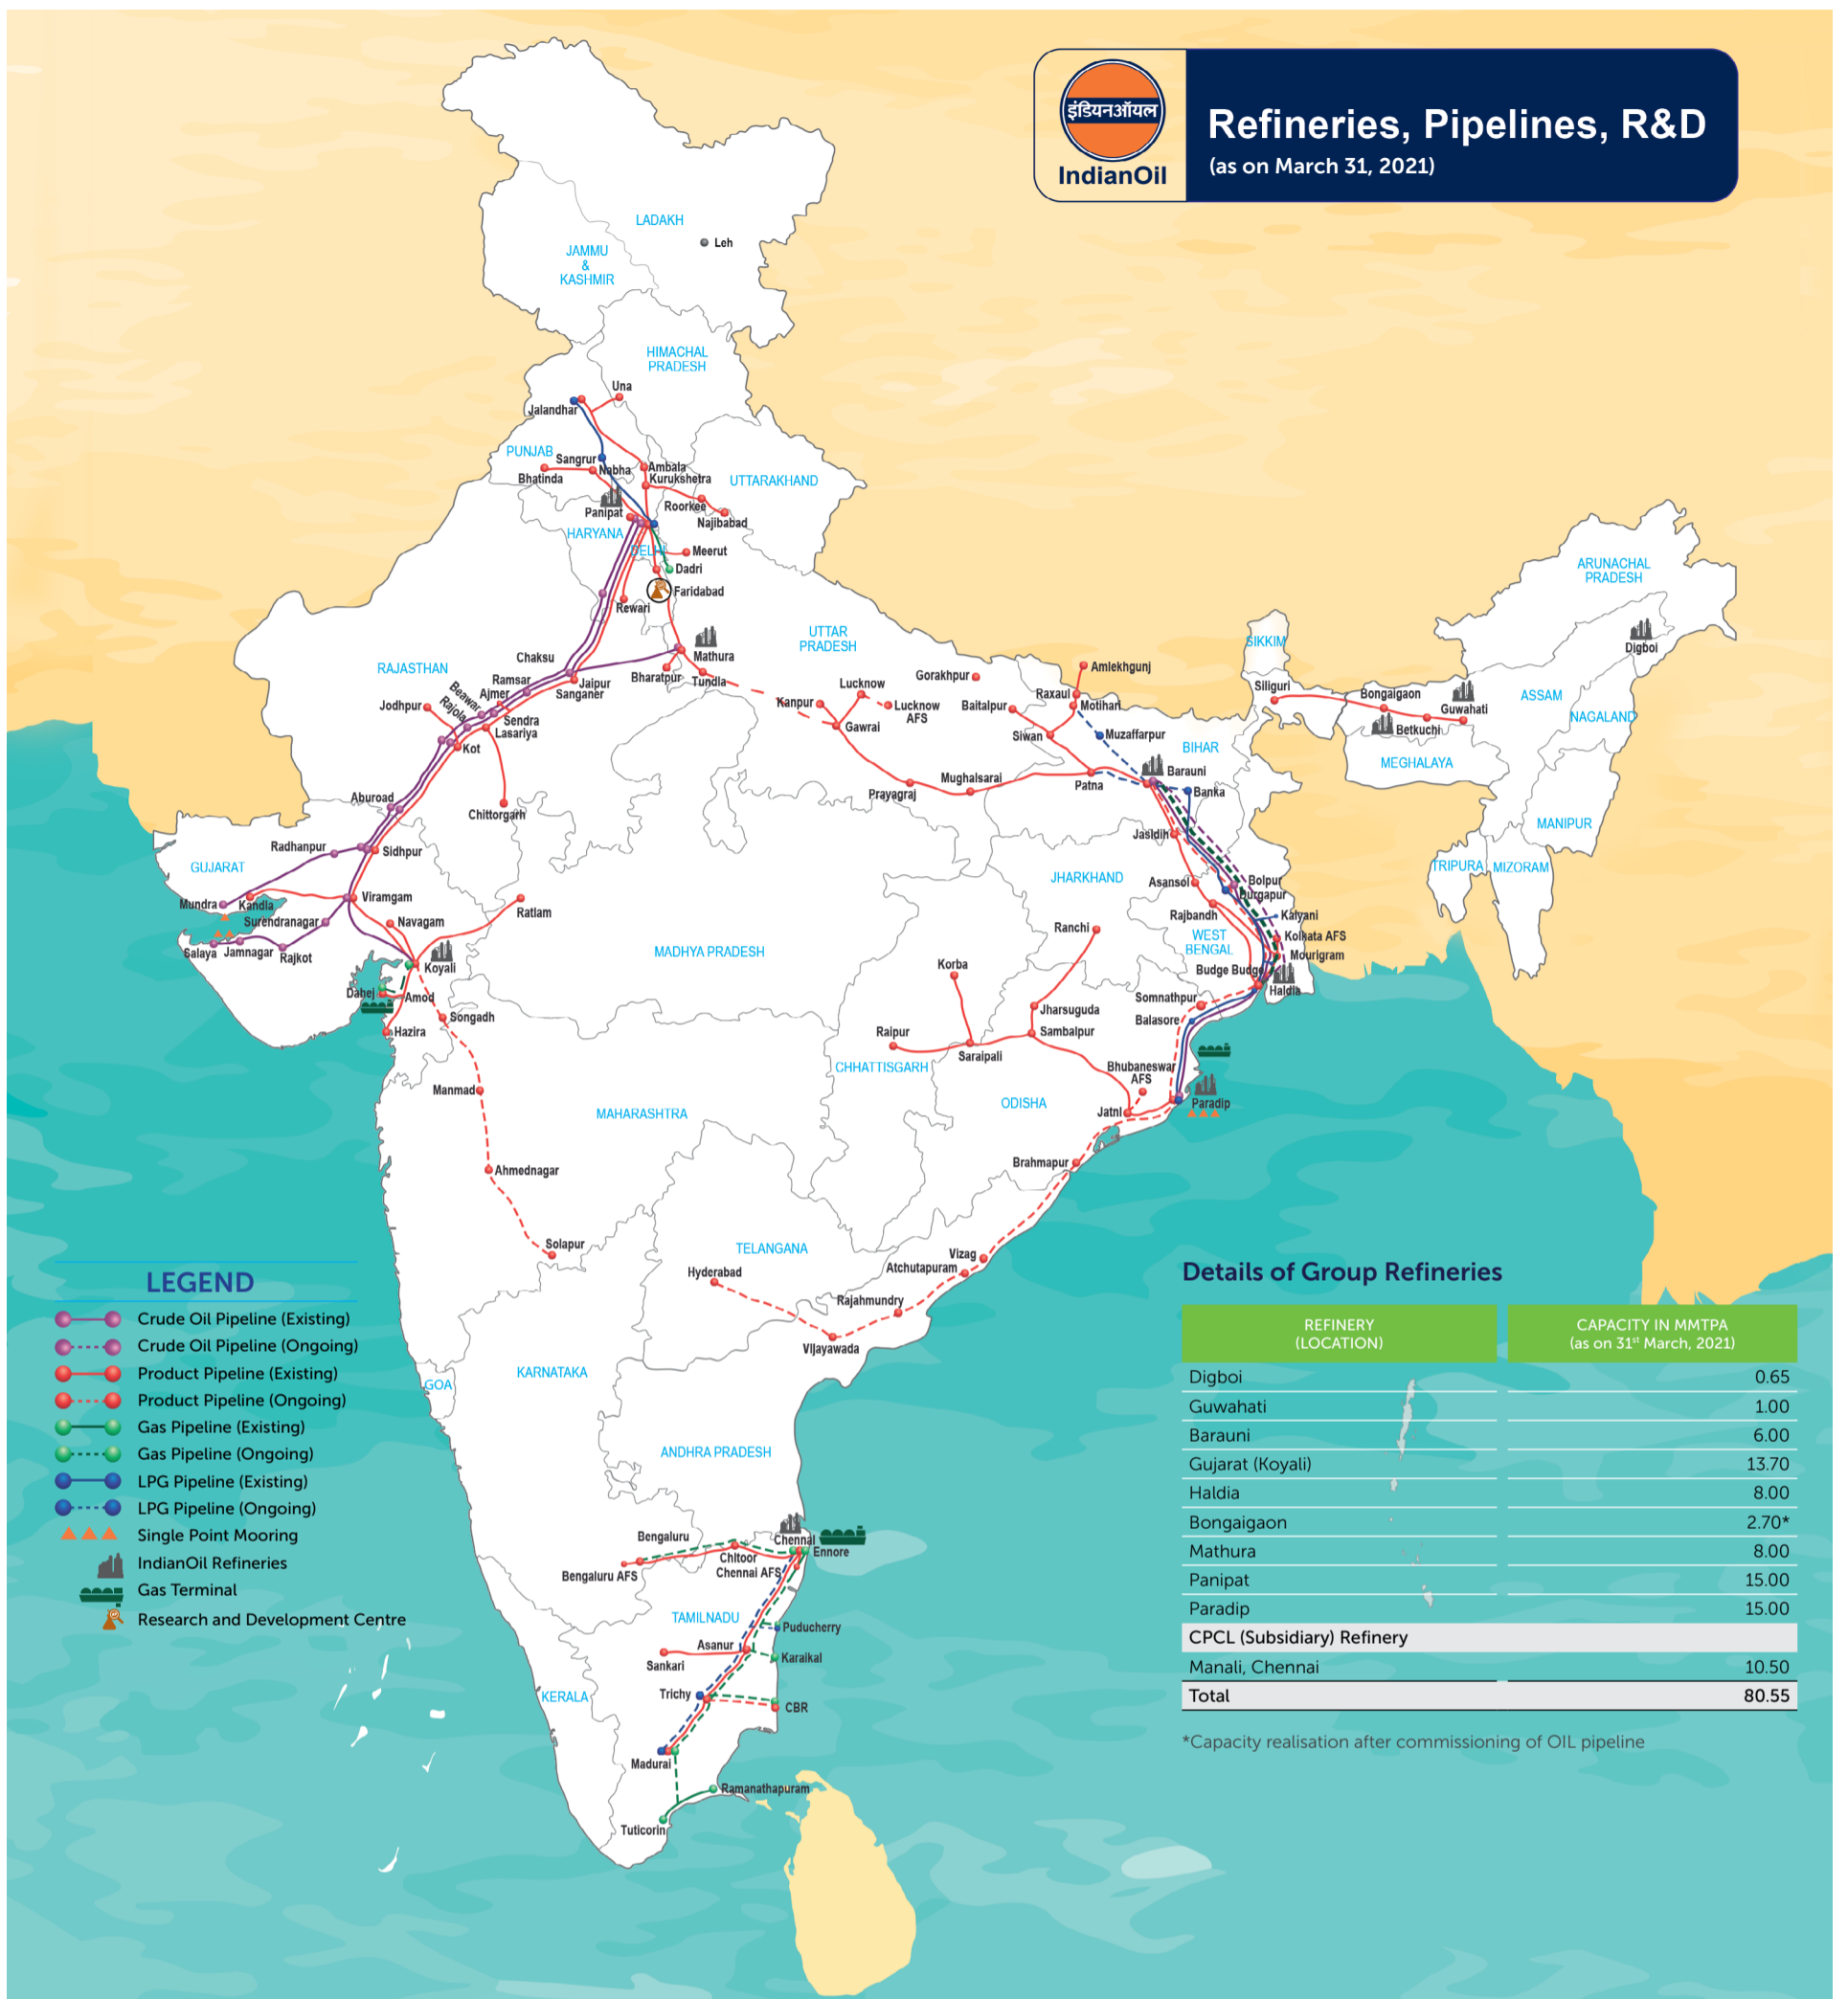 इंडियनऑयल
IndianOil
Refineries, Pipelines, R&D
(as on March 31, 2021)
LADAKH
Leh
JAMMU
&
KASHMIR
HIMACHAL
PRADESH
Una
Jalandhar
PUNJAB
Sangrur
Nabha
Bhatinda
Ambala
Kurukshetra
UTTARAKHAND
Roorkee
Najibabad
Panipat
HARYANA
DELHI
Meerut
Dadri
Faridabad
Rewari
ARUNACHAL
PRADESH
UTTAR
PRADESH
SIKKIM
Digboi
RAJASTHAN
Chaksu
Mathura
Bharatpur
Tundla
Ramsar
Jaipur
Sanganer
Beawar
Ajmer
Rajola
Jodhpur
Sendra
Lasariya
Kot
Chittorgarh
Gorakhpur
Amlekhgunj
Lucknow
Kanpur
Lucknow
AFS
Gawrai
Raxaul
Motihari
Baitalpur
Siwan
Muzaffarpur
BIHAR
Siliguri
Bongaigaon
Guwahati
Betkuchi
ASSAM
NAGALAND
MEGHALAYA
MANIPUR
TRIPURA
MIZORAM
Prayagraj
Mughalsarai
Patna
Barauni
Banka
Jasidih
Aburoad
Radhanpur
Sidhpur
GUJARAT
Mundra
Kandla
Viramgam
Surendranagar
Navagam
Ratlam
Salaya
Jamnagar
Rajkot
Koyali
Dahej
Amod
Hazira
Songadh
MADHYA PRADESH
JHARKHAND
Asansol
Bolpur
Durgapur
Rajbandh
Kalyani
WEST
BENGAL
Kolkata AFS
Mourigram
Budge Budge
Haldia
Ranchi
Korba
Jharsuguda
Sambalpur
Somnathpur
Balasore
Raipur
Saraipali
CHHATTISGARH
Bhubaneswar
AFS
Paradip
Jatni
ODISHA
Brahmapur
Manmad
MAHARASHTRA
Ahmednagar
Solapur
TELANGANA
Hyderabad
Vizag
Atchutapuram
Rajahmundry
Vijayawada
KARNATAKA
GOA
ANDHRA PRADESH
Bengaluru
Bengaluru AFS
Chitoor
Chennai
Ennore
Chennai AFS
TAMILNADU
Puducherry
Asanur
Sankari
Karaikal
KERALA
Trichy
CBR
Madurai
Ramanathapuram
Tuticorin
LEGEND
Crude Oil Pipeline (Existing)
Crude Oil Pipeline (Ongoing)
Product Pipeline (Existing)
Product Pipeline (Ongoing)
Gas Pipeline (Existing)
Gas Pipeline (Ongoing)
LPG Pipeline (Existing)
LPG Pipeline (Ongoing)
Single Point Mooring
IndianOil Refineries
Gas Terminal
Research and Development Centre
Details of Group Refineries
REFINERY
(LOCATION)
CAPACITY IN MMTPA
(as on 31st March, 2021)
Digboi 0.65
Guwahati 1.00
Barauni 6.00
Gujarat (Koyali) 13.70
Haldia 8.00
Bongaigaon 2.70*
Mathura 8.00
Panipat 15.00
Paradip 15.00
CPCL (Subsidiary) Refinery
Manali, Chennai 10.50
Total 80.55
*Capacity realisation after commissioning of OIL pipeline